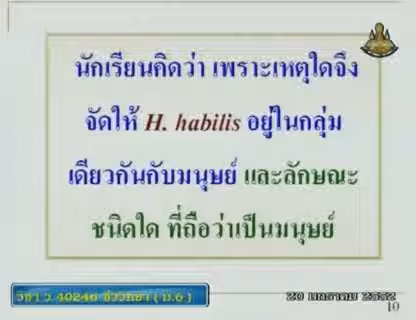 นักเรียนคิดว่า เพราะเหตุใดจึง
จัดให้ H. habilis อยู่ในกลุ่ม
เดียวกันกับมนุษย์ และลักษณะ
ชนิดใด ที่ถือว่าเป็นมนุษย์
วิชา ว 40246 ชีววิทยา ( ม.6 )
20 มกราคม 2552
10